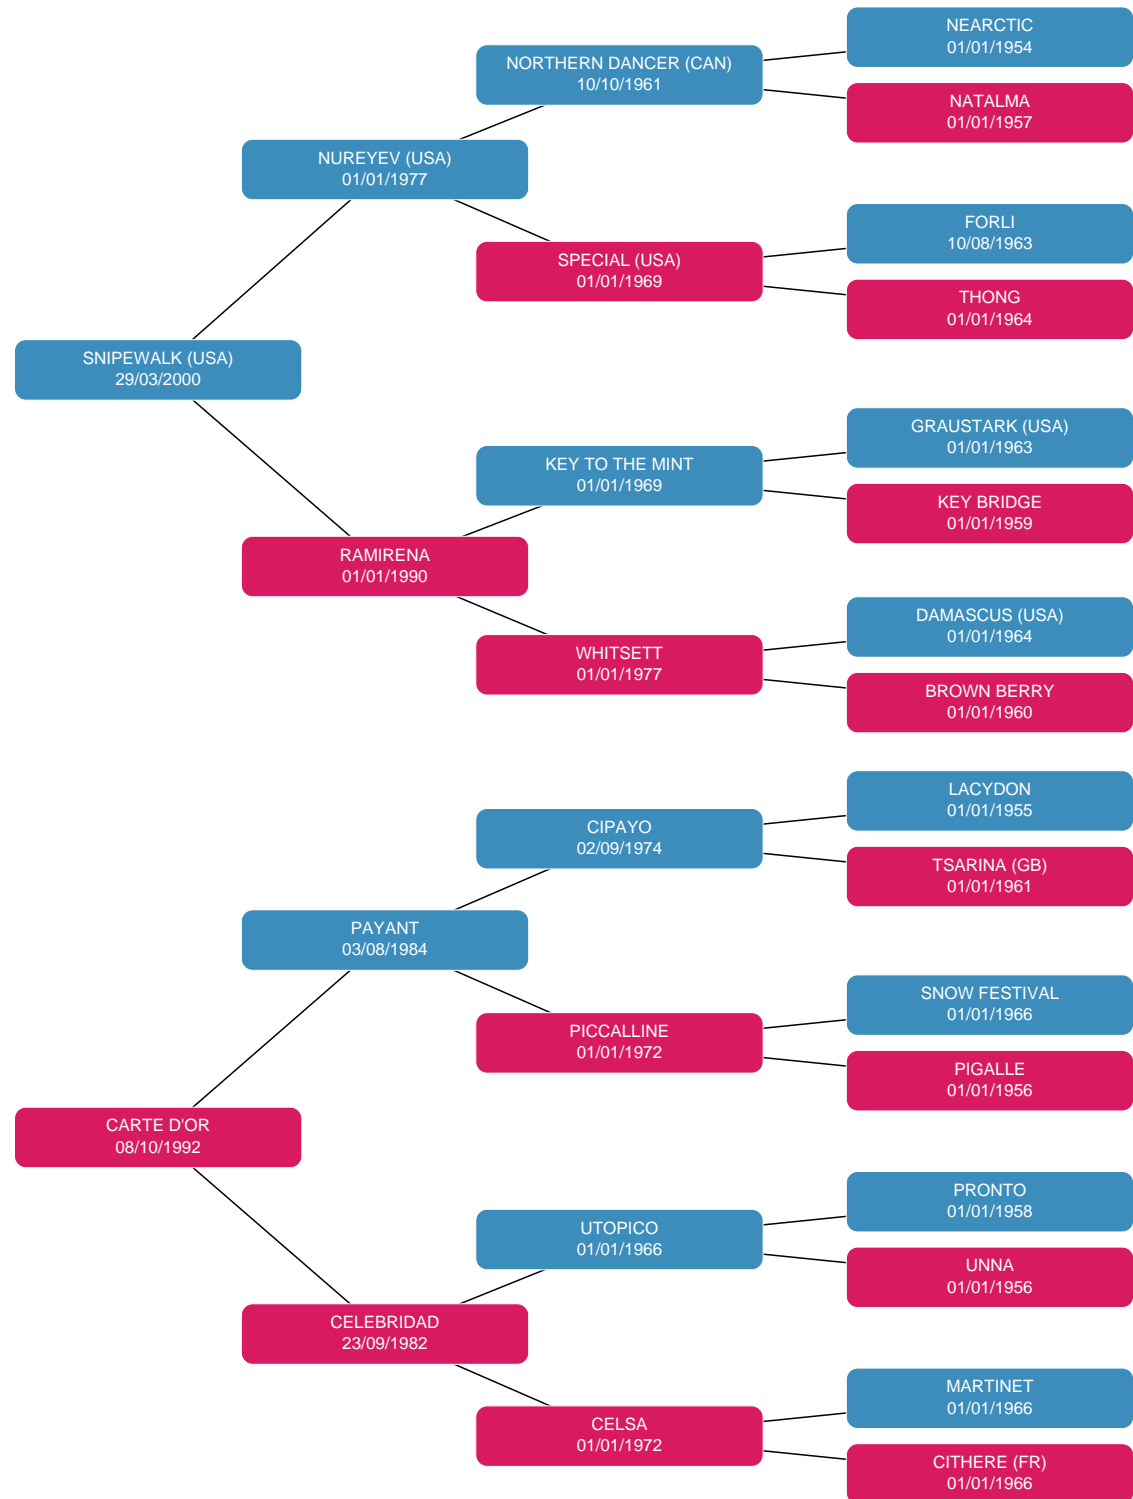 NEARCTIC
01/01/1954
NORTHERN DANCER (CAN)
10/10/1961
NATALMA
01/01/1957
NUREYEV (USA)
01/01/1977
FORLI
10/08/1963
SPECIAL (USA)
01/01/1969
THONG
01/01/1964
SNIPEWALK (USA)
29/03/2000
GRAUSTARK (USA)
01/01/1963
KEY TO THE MINT
01/01/1969
KEY BRIDGE
01/01/1959
RAMIRENA
01/01/1990
DAMASCUS (USA)
01/01/1964
WHITSETT
01/01/1977
BROWN BERRY
01/01/1960
LACYDON
01/01/1955
CIPAYO
02/09/1974
TSARINA (GB)
01/01/1961
PAYANT
03/08/1984
SNOW FESTIVAL
01/01/1966
PICCALLINE
01/01/1972
PIGALLE
01/01/1956
CARTE D'OR
08/10/1992
PRONTO
01/01/1958
UTOPICO
01/01/1966
UNNA
01/01/1956
CELEBRIDAD
23/09/1982
MARTINET
01/01/1966
CELSA
01/01/1972
CITHERE (FR)
01/01/1966